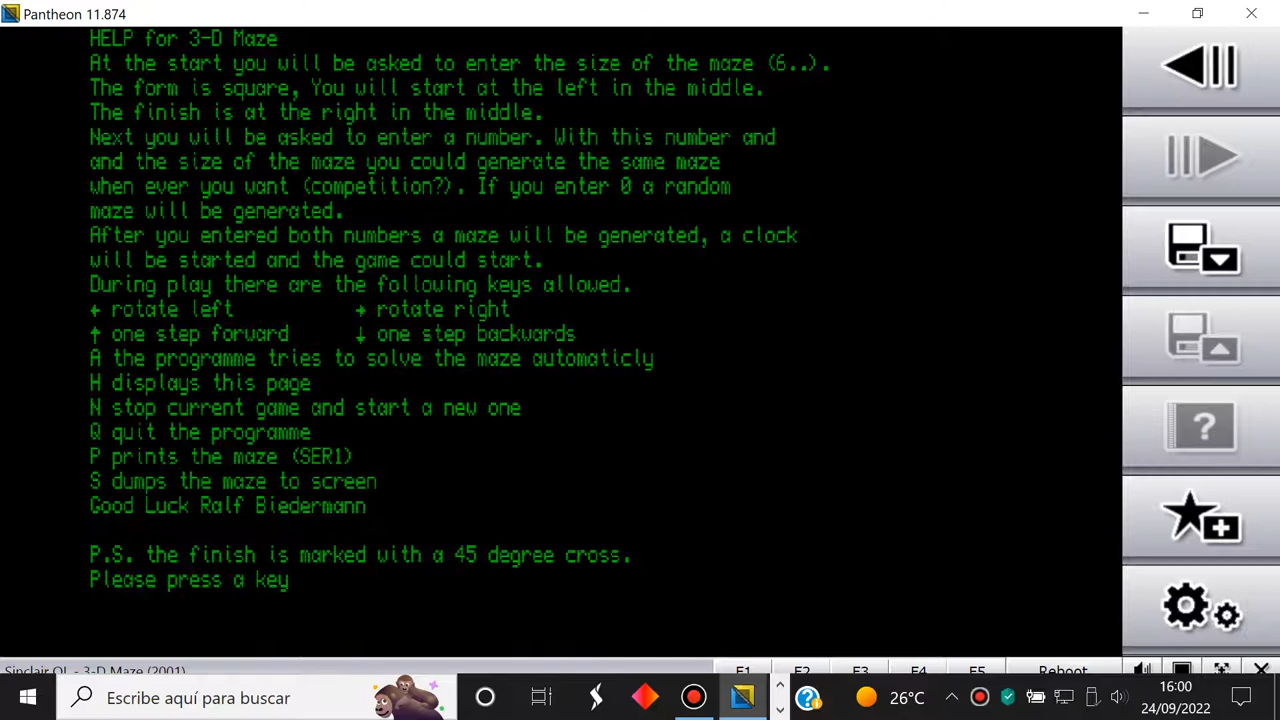 Pantheon 11.874
HELP for 3-D Maze
At the start you will be asked to enter the size of the maze (6..).
The form is square, You will start at the left in the middle.
The finish is at the right in the middle.
Next you will be asked to enter a number. With this number and
and the size of the maze you could generate the same maze
when ever you want (competition?). If you enter 0 a random
maze will be generated.
After you entered both numbers a maze will be generated, a clock
will be started and the game could start.
During play there are the following keys allowed.
← rotate left → rotate right
↑ one step forward ↓ one step backwards
A the programme tries to solve the maze automaticly
H displays this page
N stop current game and start a new one
Q quit the programme
P prints the maze (SER1)
S dumps the maze to screen
Good Luck Ralf Biedermann
P.S. the finish is marked with a 45 degree cross.
Please press a key
Sinclair QL - 3-D Maze (2001) F1 F2 F3 F4 F5 Reboot
Escribe aquí para buscar 26°C 16:00
24/09/2022